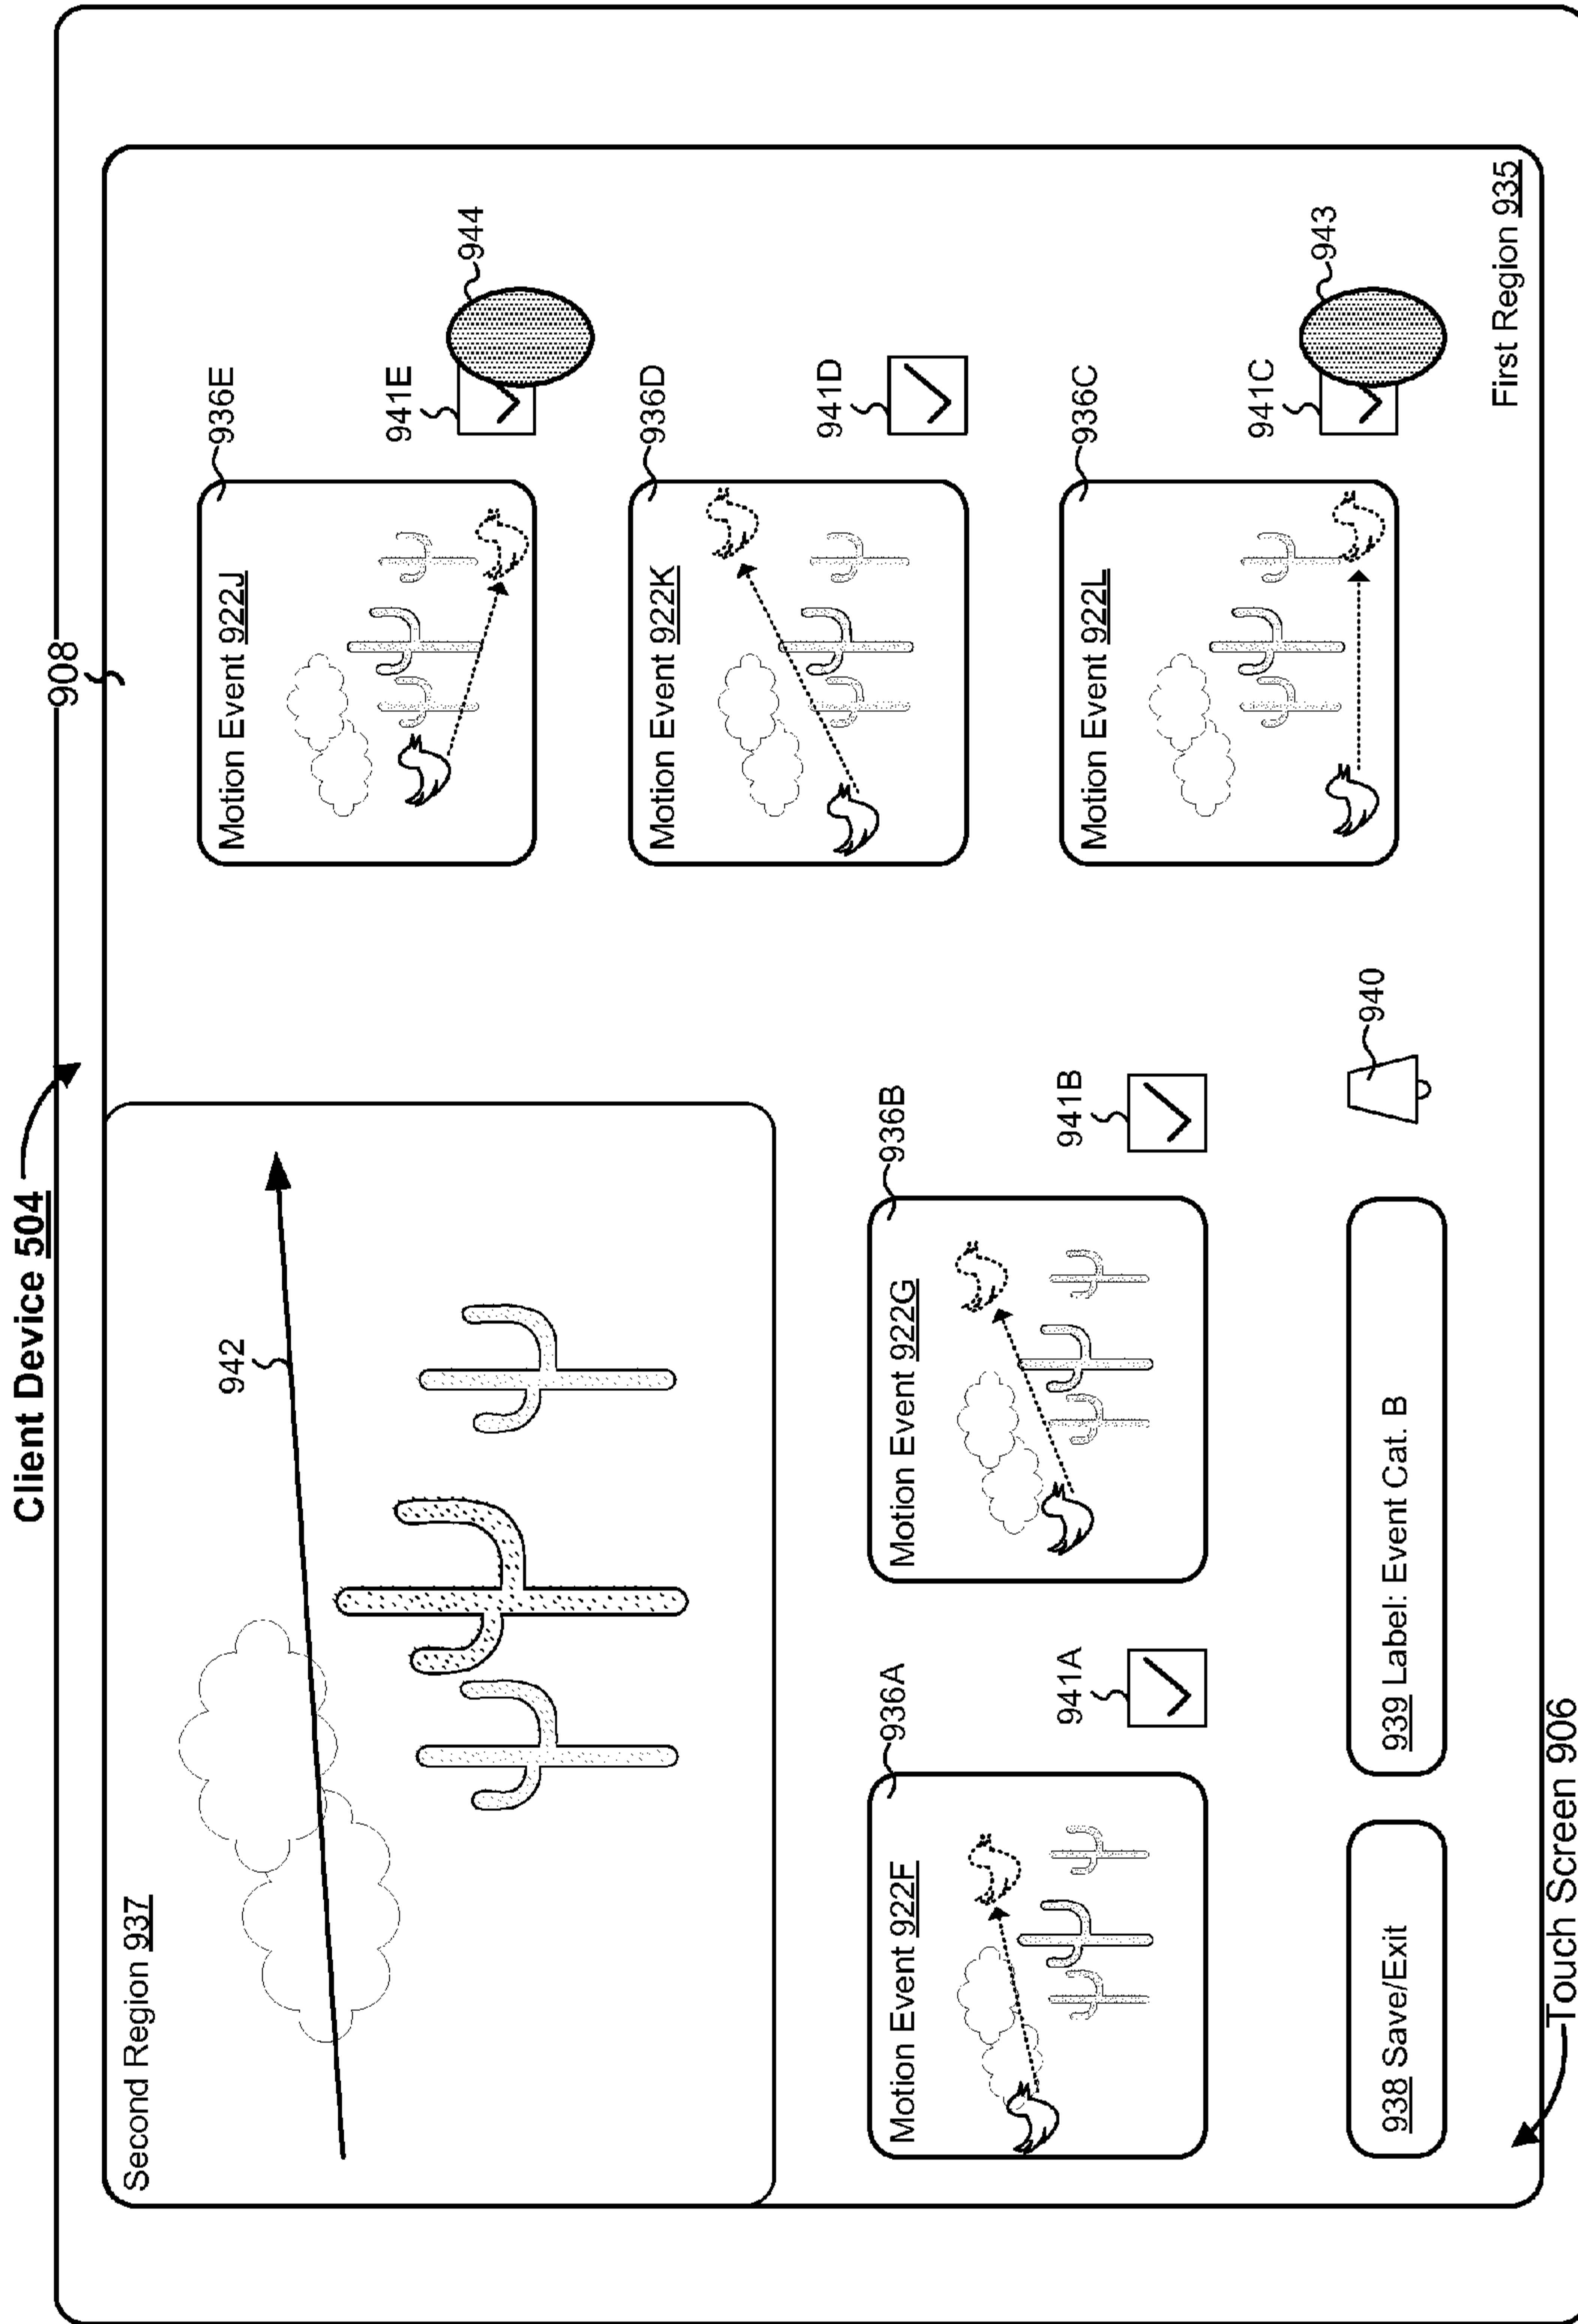 Client Device 504
908
Second Region 937
942
Motion Event 922J
936E
941E
944
Motion Event 922K
936D
941D
Motion Event 922L
936C
941C
943
Motion Event 922F
936A
941A
Motion Event 922G
936B
941B
938 Save/Exit
939 Label: Event Cat. B
940
First Region 935
Touch Screen 906